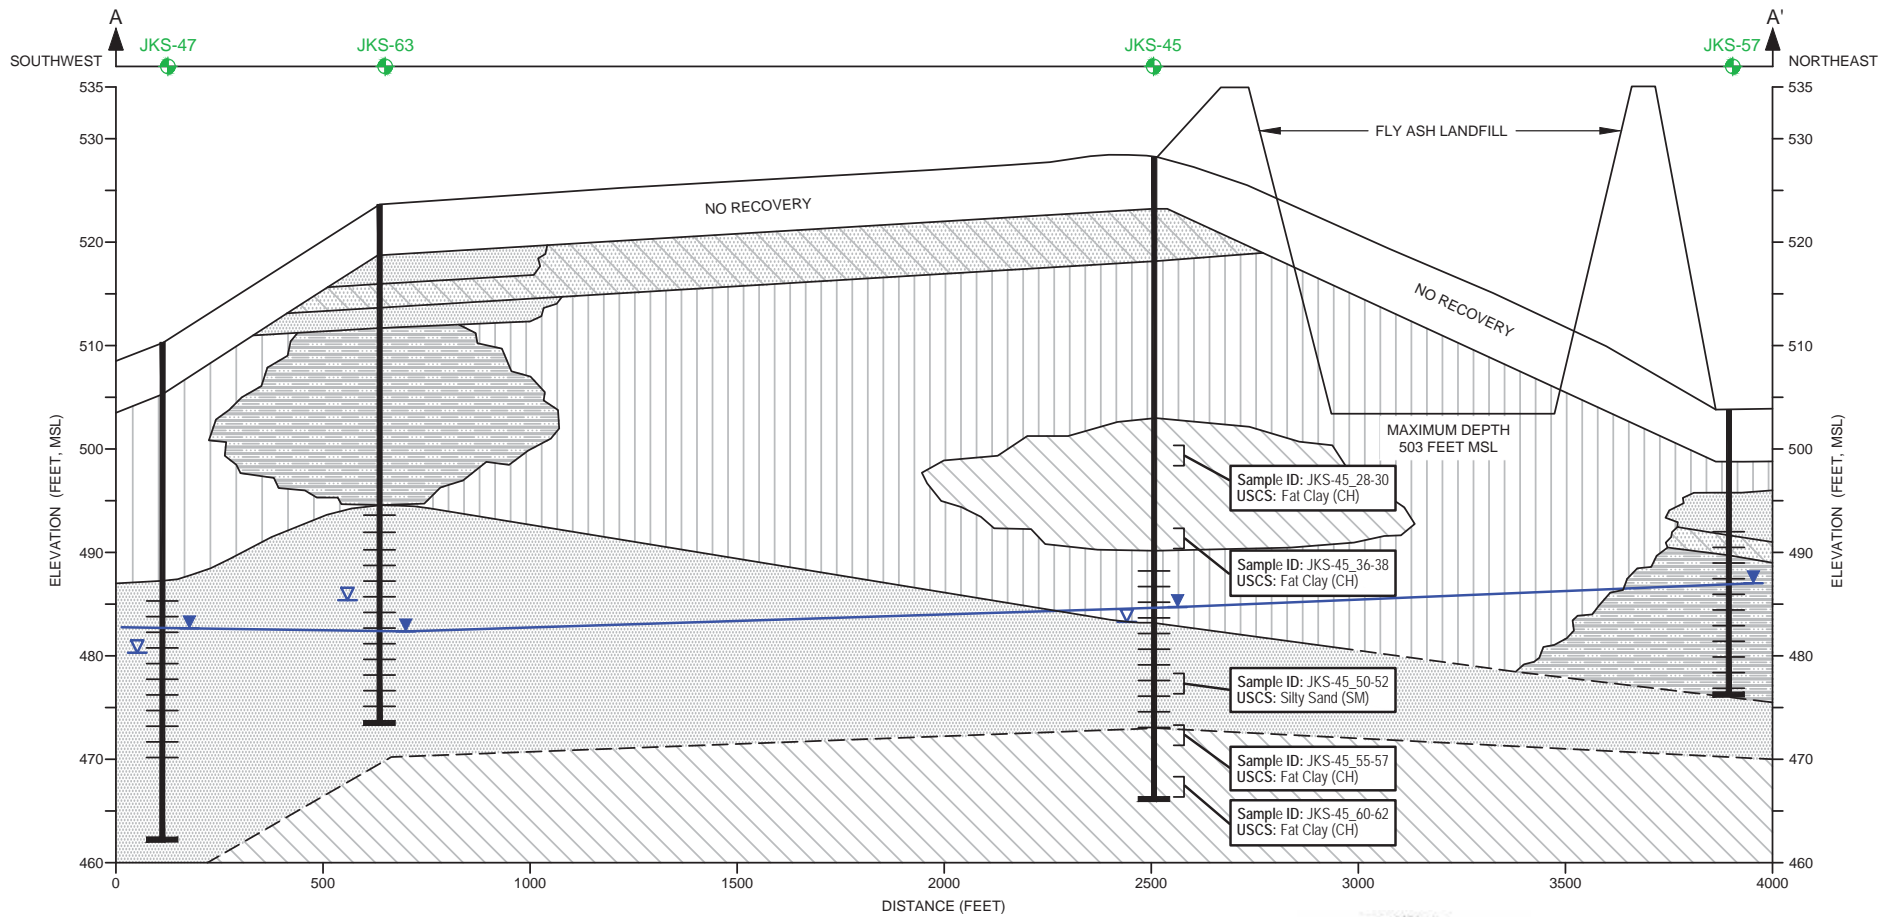 A
A'
JKS-47
JKS-63
JKS-45
JKS-57
SOUTHWEST
NORTHEAST
535
535
530
FLY ASH LANDFILL
530
NO RECOVERY
520
520
NO RECOVERY
510
510
ELEVATION (FEET, MSL)
ELEVATION (FEET, MSL)
MAXIMUM DEPTH
503 FEET MSL
500
500
Sample ID: JKS-45_28-30
USCS: Fat Clay (CH)
490
490
Sample ID: JKS-45_36-38
USCS: Fat Clay (CH)
480
480
Sample ID: JKS-45_50-52
USCS: Silty Sand (SM)
470
470
Sample ID: JKS-45_55-57
USCS: Fat Clay (CH)
Sample ID: JKS-45_60-62
USCS: Fat Clay (CH)
460
460
0
500
1000
1500
2000
2500
3000
3500
4000
DISTANCE (FEET)